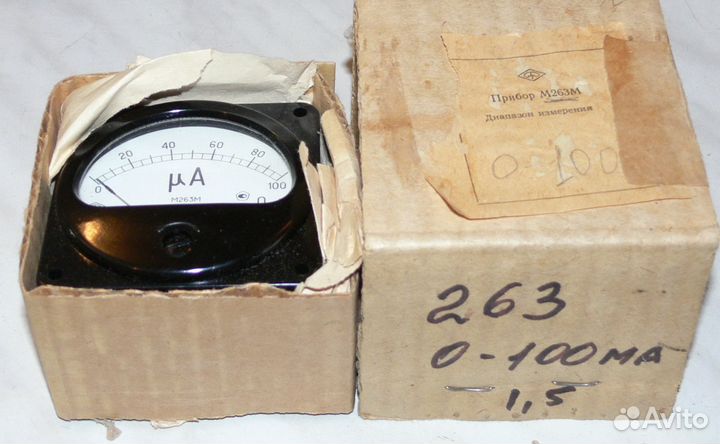 0 20 40 60 80 100
μA
М263М
Прибор М263М
Диапазон измерения
0-100
263
0-100мА
1,5
Avito